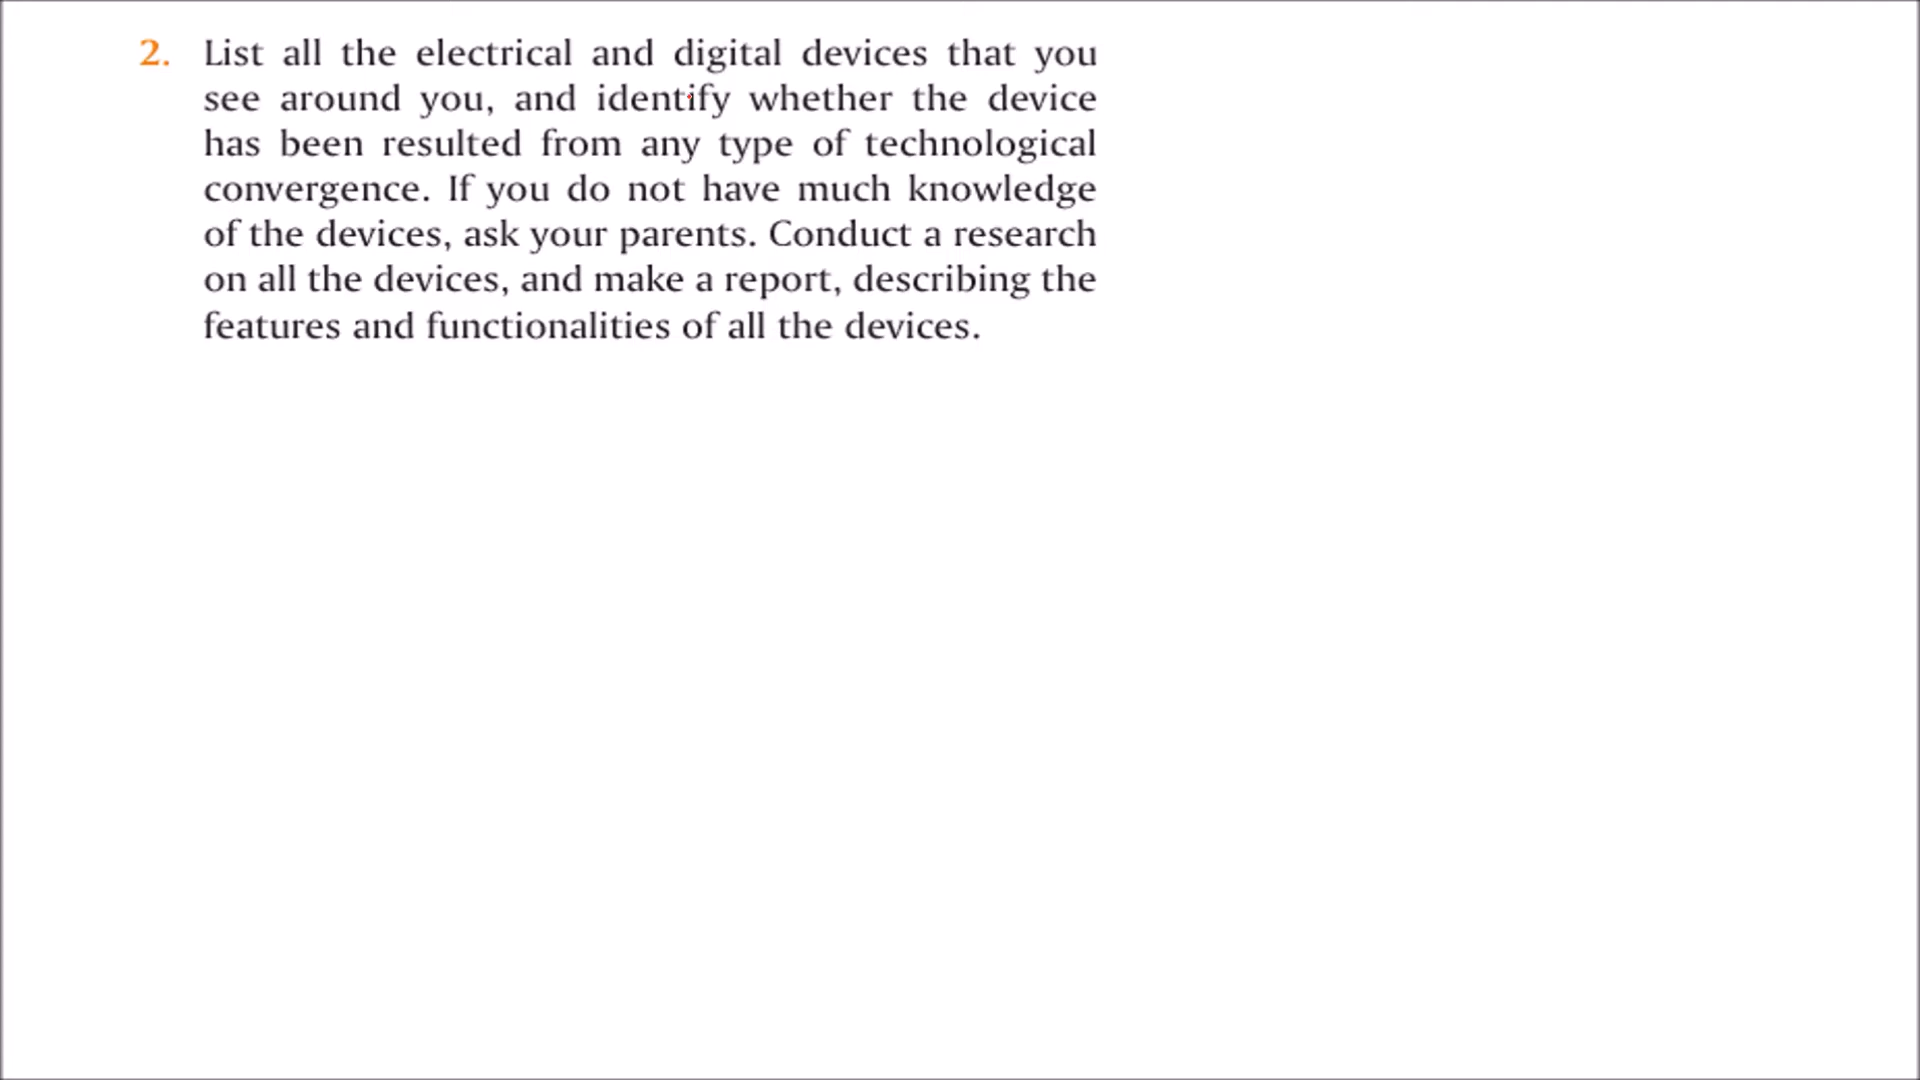 2. List all the electrical and digital devices that you
see around you, and identify whether the device
has been resulted from any type of technological
convergence. If you do not have much knowledge
of the devices, ask your parents. Conduct a research
on all the devices, and make a report, describing the
features and functionalities of all the devices.